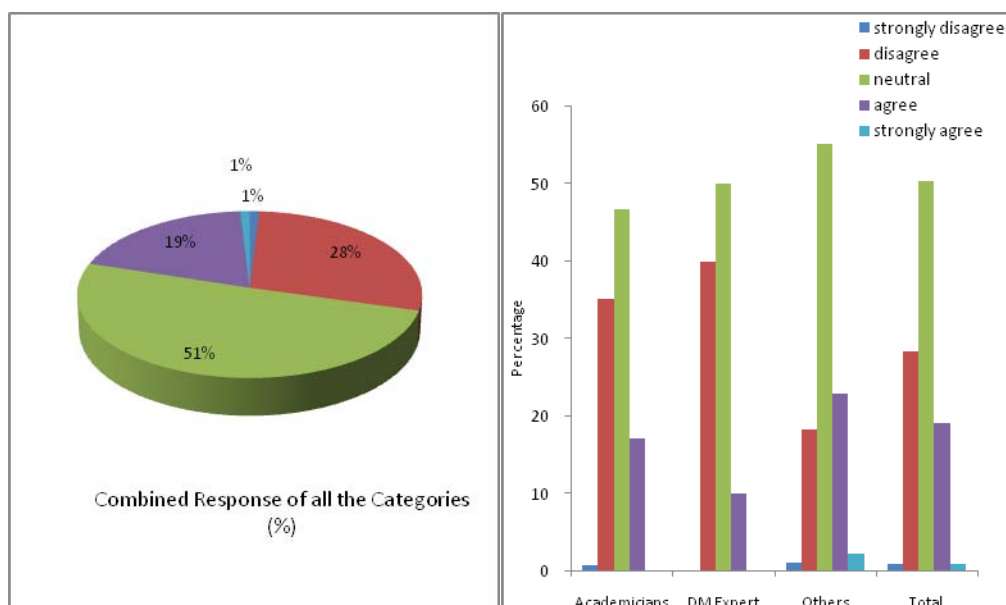 1%
1%
19%
28%
51%
Combined Response of all the Categories
(%)
strongly disagree
disagree
neutral
agree
strongly agree
60
50
40
30
20
10
0
Percentage
Academicians DM Expert Others Total